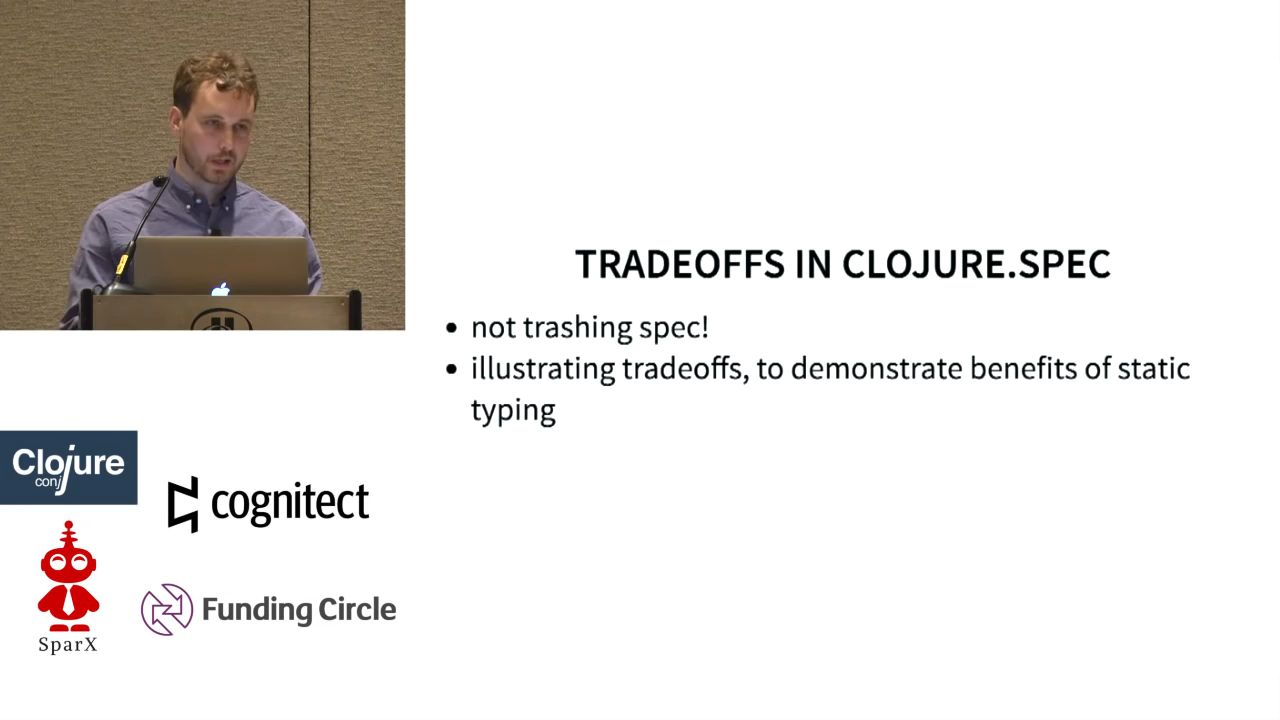 TRADEOFFS IN CLOJURE.SPEC
• not trashing spec!
• illustrating tradeoffs, to demonstrate benefits of static
typing
Clojure
conj
cognitect
SparX
Funding Circle